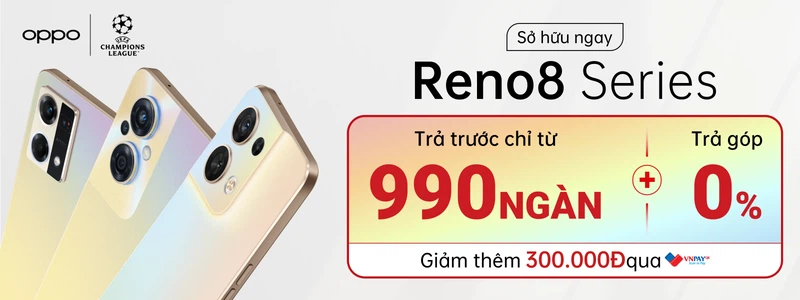 oppo
UEFA
CHAMPIONS
LEAGUE
Sở hữu ngay
Reno8 Series
Trả trước chỉ từ
990NGÀN
+
Trả góp
0%
Giảm thêm 300.000Đ qua VNPAY